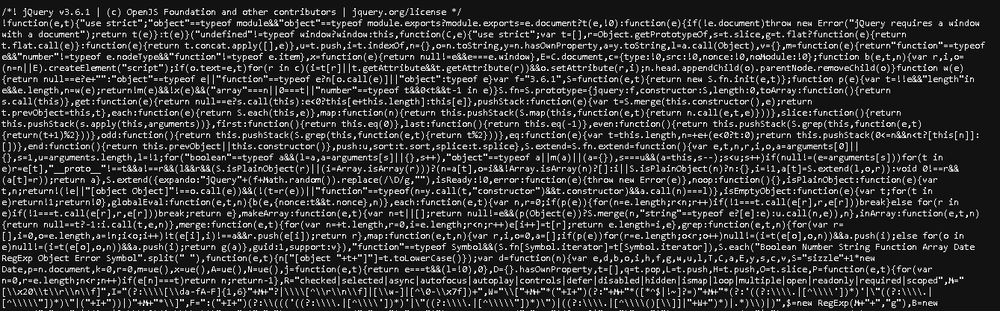 /*! jQuery v3.6.1 | (c) OpenJS Foundation and other contributors | jquery.org/license */
!function(e,t){"use strict";"object"==typeof module&&"object"==typeof module.exports?module.exports=e.document?t(e,!0):function(e){if(!e.document)throw new Error("jQuery requires a window
with a document");return t(e)}:t(e)}("undefined"!=typeof window?window:this,function(C,e){"use strict";var t=[],r=Object.getPrototypeOf,s=t.slice,g=t.flat?function(e){return
t.flat.call(e)}:function(e){return t.concat.apply([],e)},u=t.push,i=t.indexOf,n={},o=n.toString,y=n.hasOwnProperty,a=y.toString,l=a.call(Object),v={},m=function(e){return"function"==typeof
e&&"number"!=typeof e.nodeType&&"function"!=typeof e.item},x=function(e){return null!=e&&e===e.window},E=C.document,c={type:!0,src:!0,nonce:!0,noModule:!0};function b(e,t,n){var r,i,o=
(n=n||E).createElement("script");if(o.text=e,t)for(r in c)(i=t[r]||t.getAttribute&&t.getAttribute(r))&&o.setAttribute(r,i);n.head.appendChild(o).parentNode.removeChild(o)}function w(e)
{return null==e?e+"":"object"==typeof e||"function"==typeof e?n[o.call(e)]||"object":typeof e}var f="3.6.1",S=function(e,t){return new S.fn.init(e,t)};function p(e){var t=!!e&&"length"in
e&&e.length,n=w(e);return!m(e)&&!x(e)&&("array"===n||0===t||"number"==typeof t&&0<t&&t-1 in e)}S.fn=S.prototype={jquery:f,constructor:S,length:0,toArray:function(){return
s.call(this)},get:function(e){return null==e?s.call(this):e<0?this[e+this.length]:this[e]},pushStack:function(e){var t=S.merge(this.constructor(),e);return
t.prevObject=this,t},each:function(e){return S.each(this,e)},map:function(n){return this.pushStack(S.map(this,function(e,t){return n.call(e,t,e)}))},slice:function(){return
this.pushStack(s.apply(this,arguments))},first:function(){return this.eq(0)},last:function(){return this.eq(-1)},even:function(){return this.pushStack(S.grep(this,function(e,t)
{return(t+1)%2}))},odd:function(){return this.pushStack(S.grep(this,function(e,t){return t%2}))},eq:function(e){var t=this.length,n=+e+(e<0?t:0);return this.pushStack(0<=n&&n<t?[this[n]]:
[])},end:function(){return this.prevObject||this.constructor()},push:u,sort:t.sort,splice:t.splice},S.extend=S.fn.extend=function(){var e,t,n,r,i,o,a=arguments[0]||
{},s=1,u=arguments.length,l=!1;for("boolean"==typeof a&&(l=a,a=arguments[s]||{},s++),"object"==typeof a||m(a)||(a={}),s===u&&(a=this,s--);s<u;s++)if(null!=(e=arguments[s]))for(t in
e)r=e[t],"__proto__"!==t&&a!==r&&(l&&r&&(S.isPlainObject(r)||(i=Array.isArray(r)))?(n=a[t],o=i&&!Array.isArray(n)?[]:i||S.isPlainObject(n)?n:{},i=!1,a[t]=S.extend(l,o,r)):void 0!==r&&
(a[t]=r));return a},S.extend({expando:"jQuery"+(f+Math.random()).replace(/\D/g,""),isReady:!0,error:function(e){throw new Error(e)},noop:function(){},isPlainObject:function(e){var
t,n;return!(!e||"[object Object]"!==o.call(e))&&(!(t=r(e))||"function"==typeof(n=y.call(t,"constructor")&&t.constructor)&&a.call(n)===l)},isEmptyObject:function(e){var t;for(t in
e)return!1;return!0},globalEval:function(e,t,n){b(e,{nonce:t&&t.nonce},n)},each:function(e,t){var n,r=0;if(p(e)){for(n=e.length;r<n;r++)if(!1===t.call(e[r],r,e[r]))break}else for(r in
e)if(!1===t.call(e[r],r,e[r]))break;return e},makeArray:function(e,t){var n=t||[];return null!=e&&(p(Object(e))?S.merge(n,"string"==typeof e?[e]:e):u.call(n,e)),n},inArray:function(e,t,n)
{return null==t?-1:i.call(t,e,n)},merge:function(e,t){for(var n=+t.length,r=0,i=e.length;r<n;r++)e[i++]=t[r];return e.length=i,e},grep:function(e,t,n){for(var r=
[],i=0,o=e.length,a=!n;i<o;i++)!t(e[i],i)!==a&&r.push(e[i]);return r},map:function(e,t,n){var r,i,o=0,a=[];if(p(e))for(r=e.length;o<r;o++)null!=(i=t(e[o],o,n))&&a.push(i);else for(o in
e)null!=(i=t(e[o],o,n))&&a.push(i);return g(a)},guid:1,support:v}),"function"==typeof Symbol&&(S.fn[Symbol.iterator]=t[Symbol.iterator]),S.each("Boolean Number String Function Array Date
RegExp Object Error Symbol".split(" "),function(e,t){n["[object "+t+"]"]=t.toLowerCase()});var d=function(n){var e,d,b,o,i,h,f,g,w,u,l,T,C,a,E,y,s,c,v,S="sizzle"+1*new
Date,p=n.document,k=0,r=0,m=ue(),x=ue(),A=ue(),N=ue(),j=function(e,t){return e===t&&(l=!0),0},D={}.hasOwnProperty,t=[],q=t.pop,L=t.push,H=t.push,O=t.slice,P=function(e,t){for(var
n=0,r=e.length;n<r;n++)if(e[n]===t)return n;return-1},R="checked|selected|async|autofocus|autoplay|controls|defer|disabled|hidden|ismap|loop|multiple|open|readonly|required|scoped",M="
[\\x20\\t\\r\\n\\f]",I="(?:\\\\[\\da-fA-F]{1,6}"+M+"?|\\\\[^\\r\\n\\f]|[\\w-]|[^\0-\\x7f])+",W="\\["+M+"*("+I+")(?:"+M+"*([*^$|!~]?=)"+M+"*(?:'((?:\\\\.|[^\\\\'])*)'|\"((?:\\\\.|
[^\\\\\"])*)\"|("+I+"))|)"+M+"*\\]",F=":("+I+")(?:\\((('((?:\\\\.|[^\\\\'])*)'|\"((?:\\\\.|[^\\\\\"])*)\")|((?:\\\\.|[^\\\\()[\\]]|"+W+")*)|.*)\\)|)",$=new RegExp(M+"+","g"),B=new